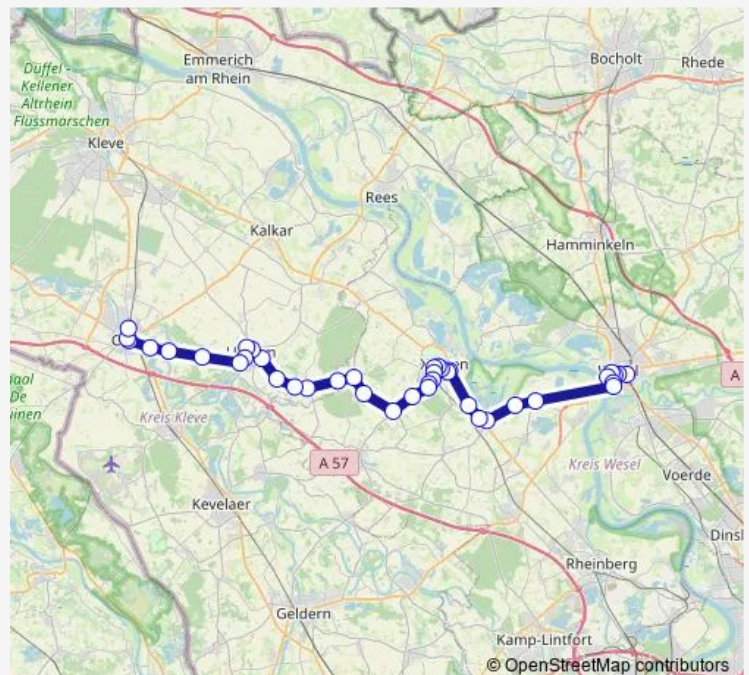 Emmerich
am Rhein
Bocholt
Rhede
Düffel -
Kellener
Altrhein
Flussmarschen
Kleve
Rees
Kalkar
Hamminkeln
A
Kreis Kleve
A 57
Kreis Wesel
Voerde
Kevelaer
Rheinberg
Geldern
Kamp-Lintfort
© OpenStreetMap contributors